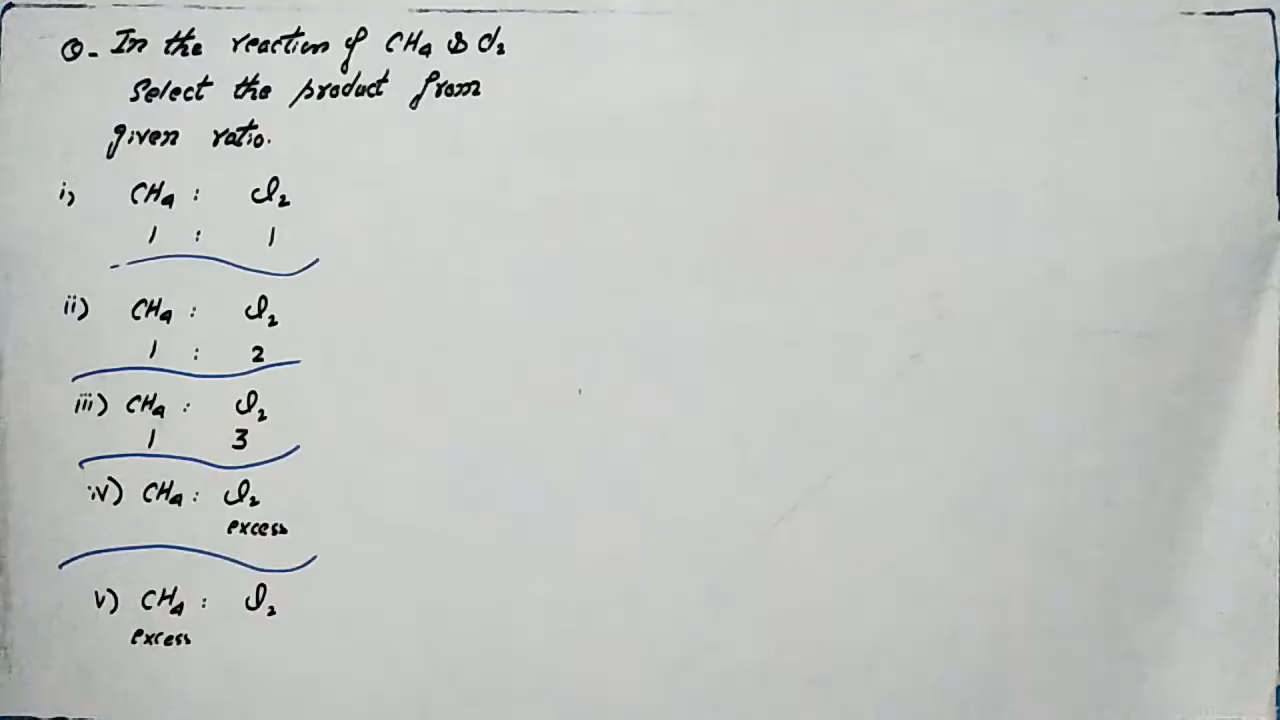 Q- In the reaction of CH4 & Cl2
Select the product from
given ratio.
i) CH4 : Cl2
1 : 1
ii) CH4 : Cl2
1 : 2
iii) CH4 : Cl2
1 3
iv) CH4 : Cl2
excess
v) CH4 : Cl2
excess